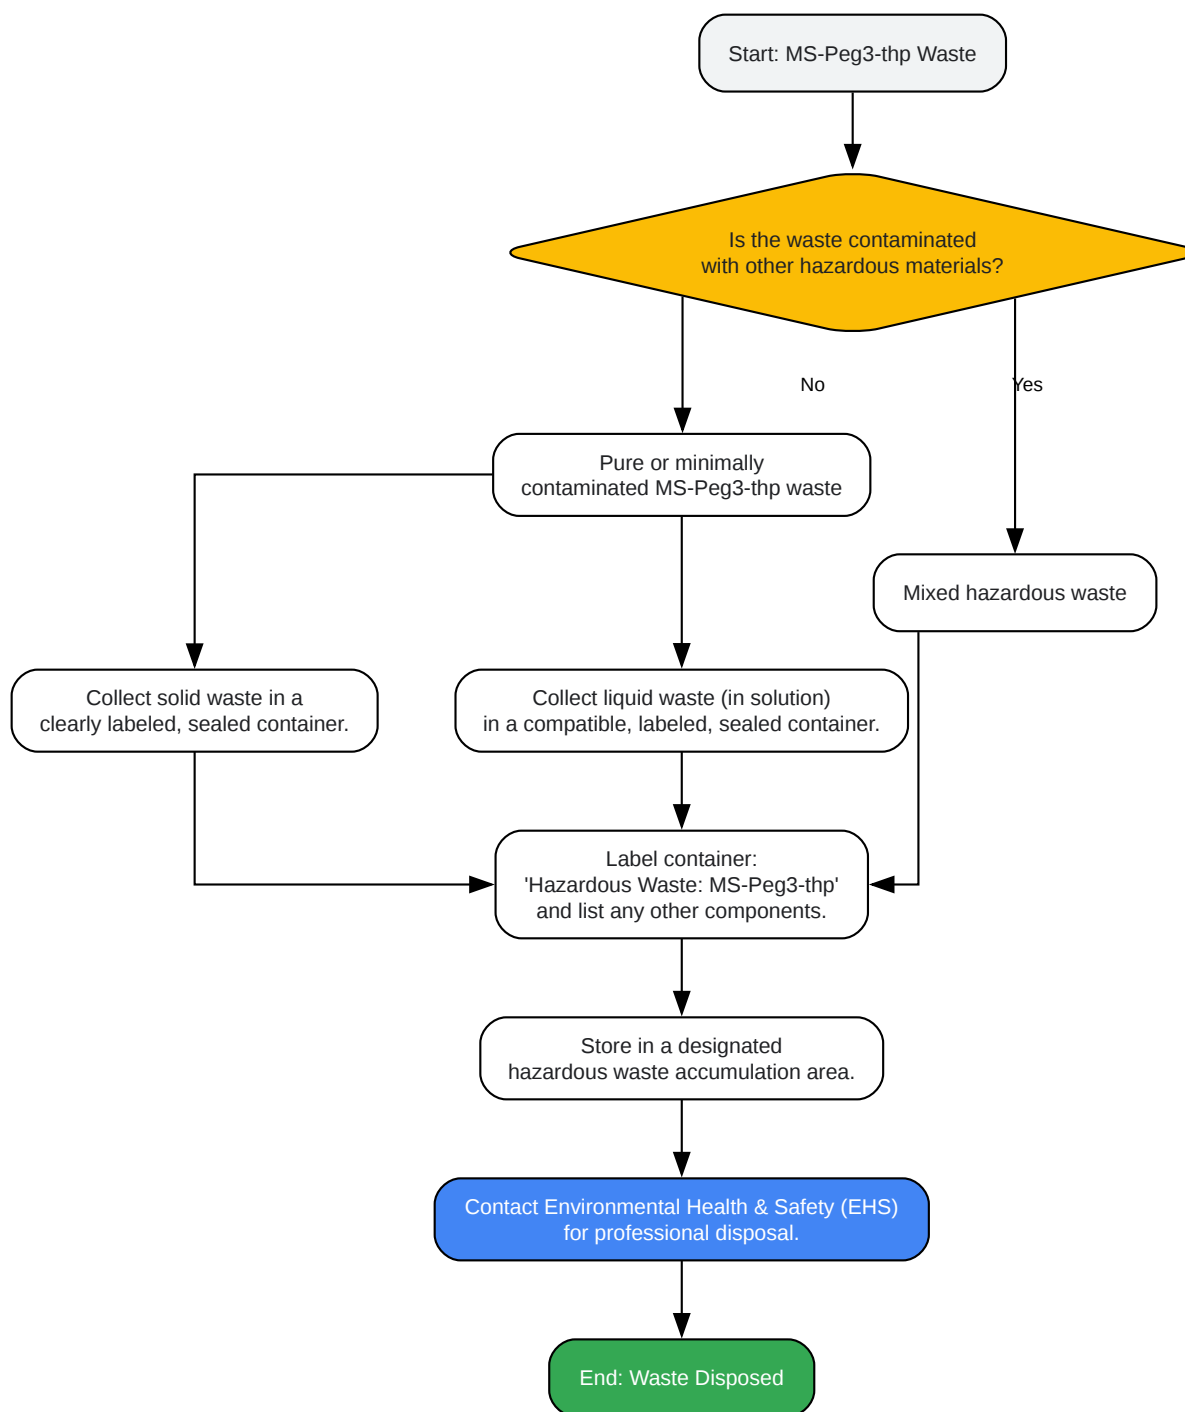 Start: MS-Peg3-thp Waste
Is the waste contaminated
with other hazardous materials?
No
Yes
Pure or minimally
contaminated MS-Peg3-thp waste
Mixed hazardous waste
Collect solid waste in a
clearly labeled, sealed container.
Collect liquid waste (in solution)
in a compatible, labeled, sealed container.
Label container:
'Hazardous Waste: MS-Peg3-thp'
and list any other components.
Store in a designated
hazardous waste accumulation area.
Contact Environmental Health & Safety (EHS)
for professional disposal.
End: Waste Disposed